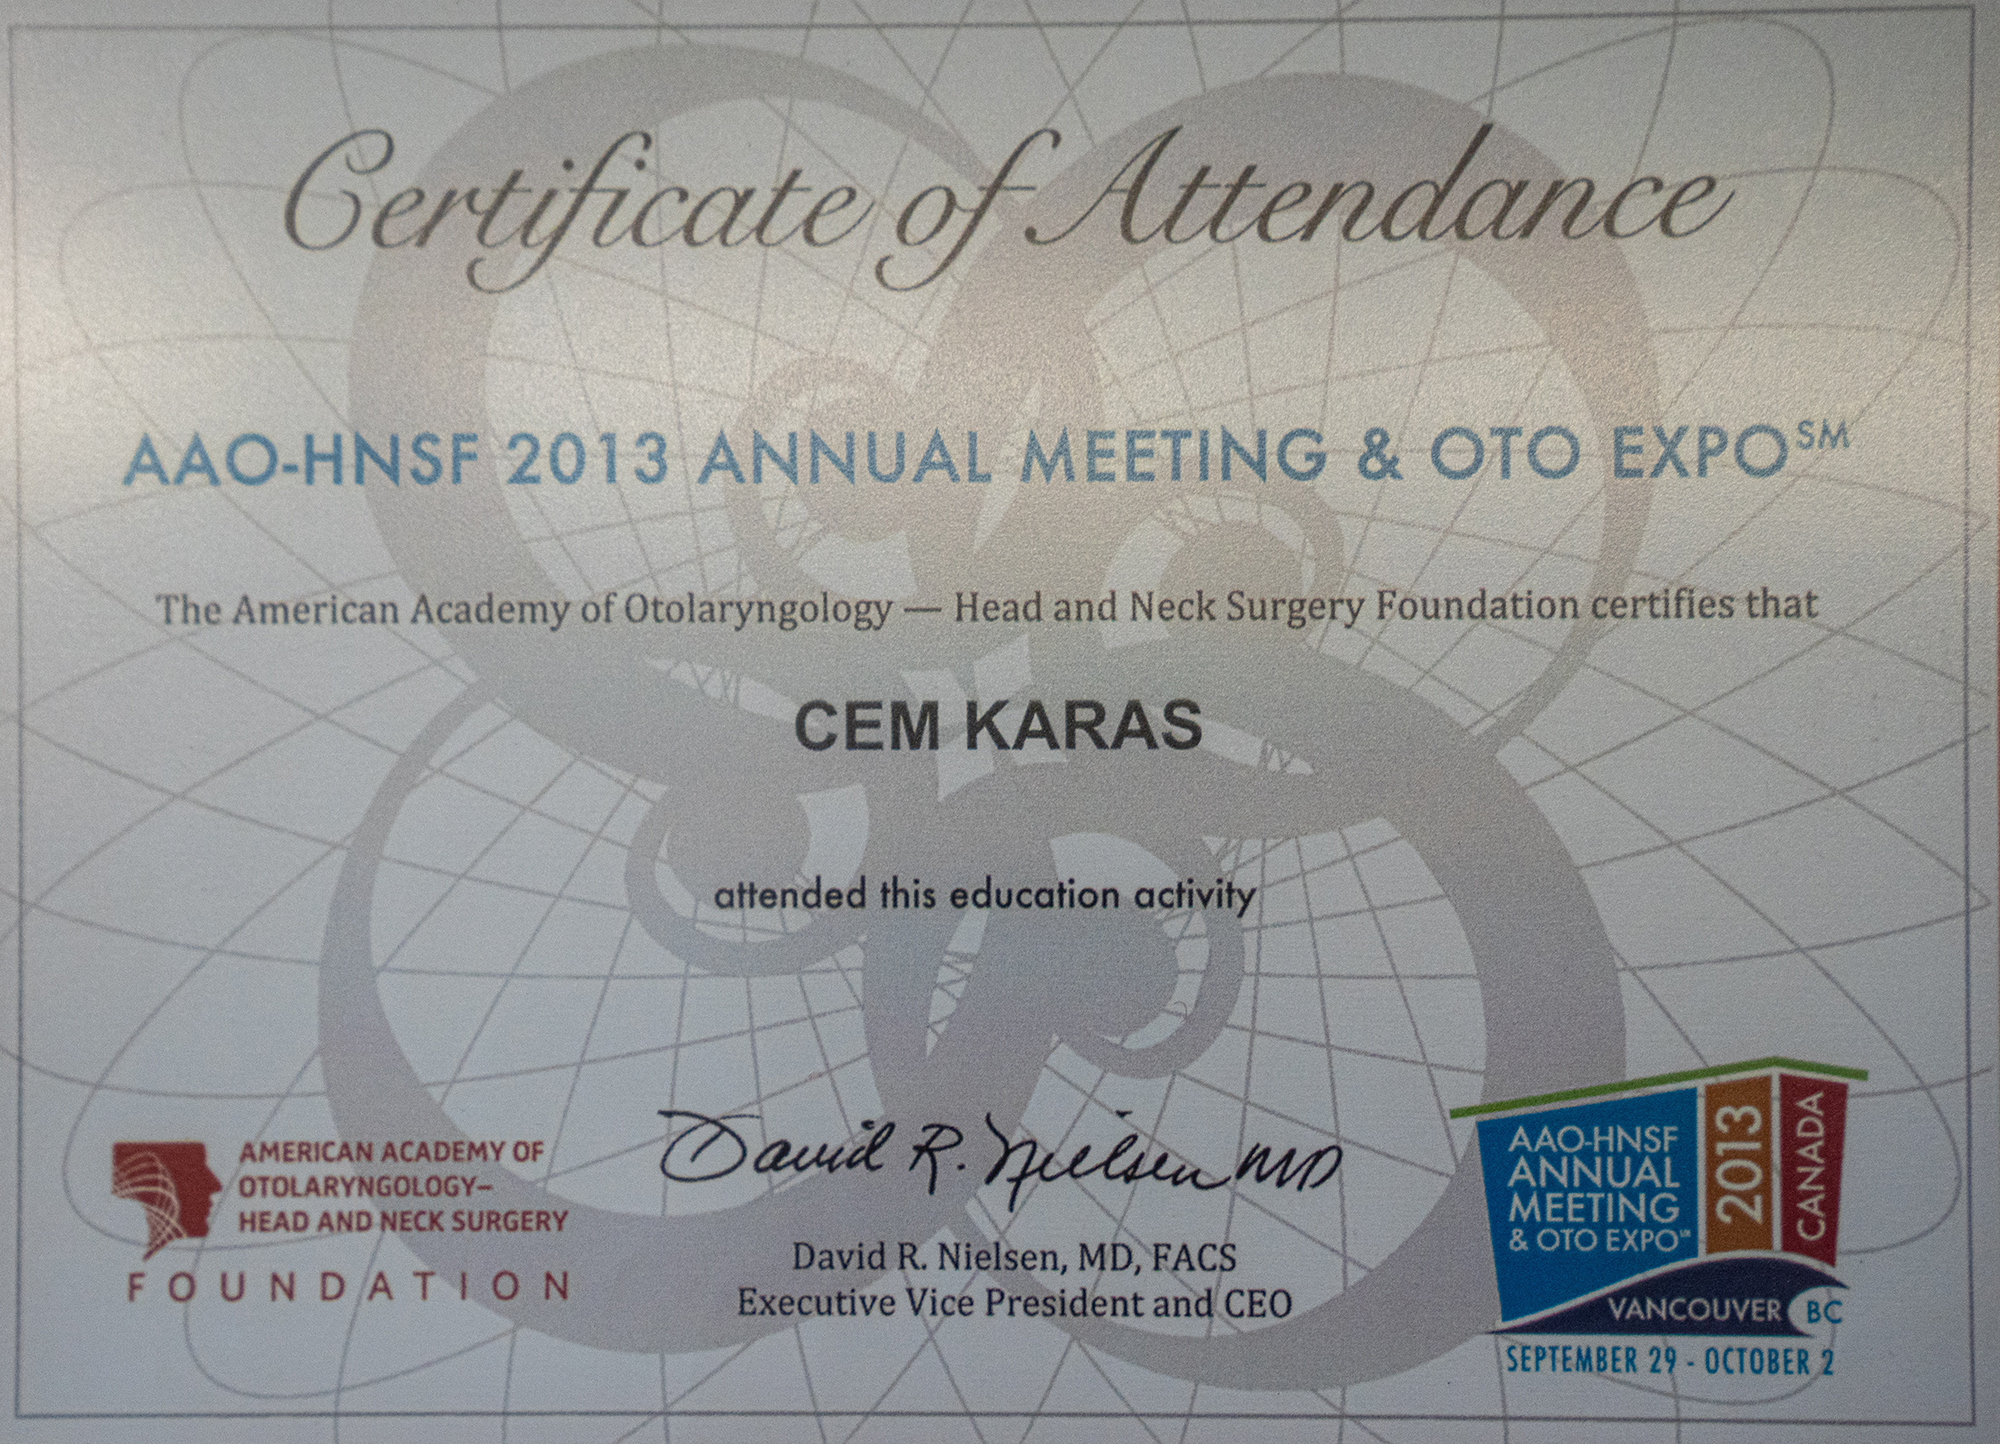 Certificate of Attendance
AAO-HNSF 2013 ANNUAL MEETING & OTO EXPO℠
The American Academy of Otolaryngology — Head and Neck Surgery Foundation certifies that
CEM KARAS
attended this education activity
David R. Nielsen MD
David R. Nielsen, MD, FACS
Executive Vice President and CEO
AMERICAN ACADEMY OF
OTOLARYNGOLOGY–
HEAD AND NECK SURGERY
FOUNDATION
AAO-HNSF
ANNUAL
MEETING
& OTO EXPO℠
2013
CANADA
VANCOUVER BC
SEPTEMBER 29 - OCTOBER 2